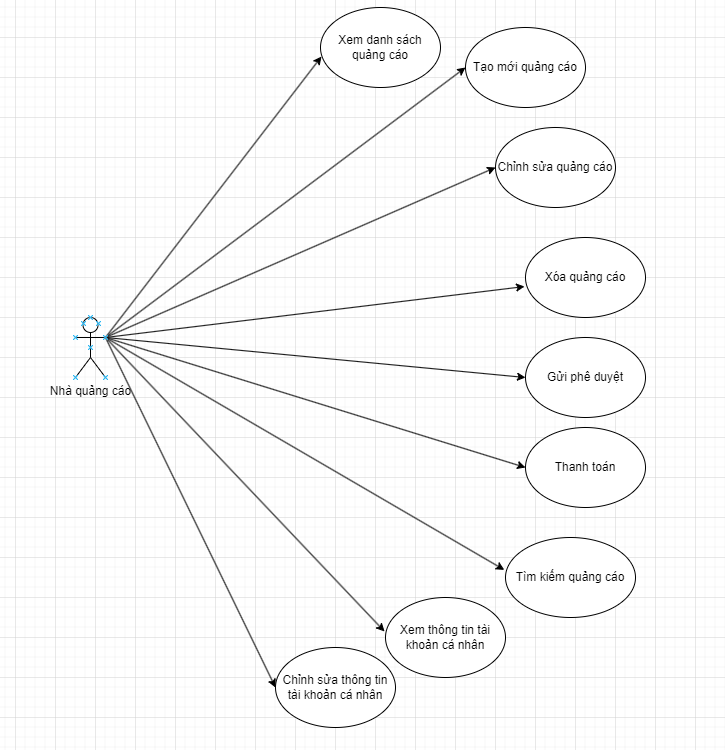 Xem danh sách
quảng cáo
Tạo mới quảng cáo
Chỉnh sửa quảng cáo
Xóa quảng cáo
Gửi phê duyệt
Nhà quảng cáo
Thanh toán
Tìm kiếm quảng cáo
Xem thông tin tài
khoản cá nhân
Chỉnh sửa thông tin
tài khoản cá nhân